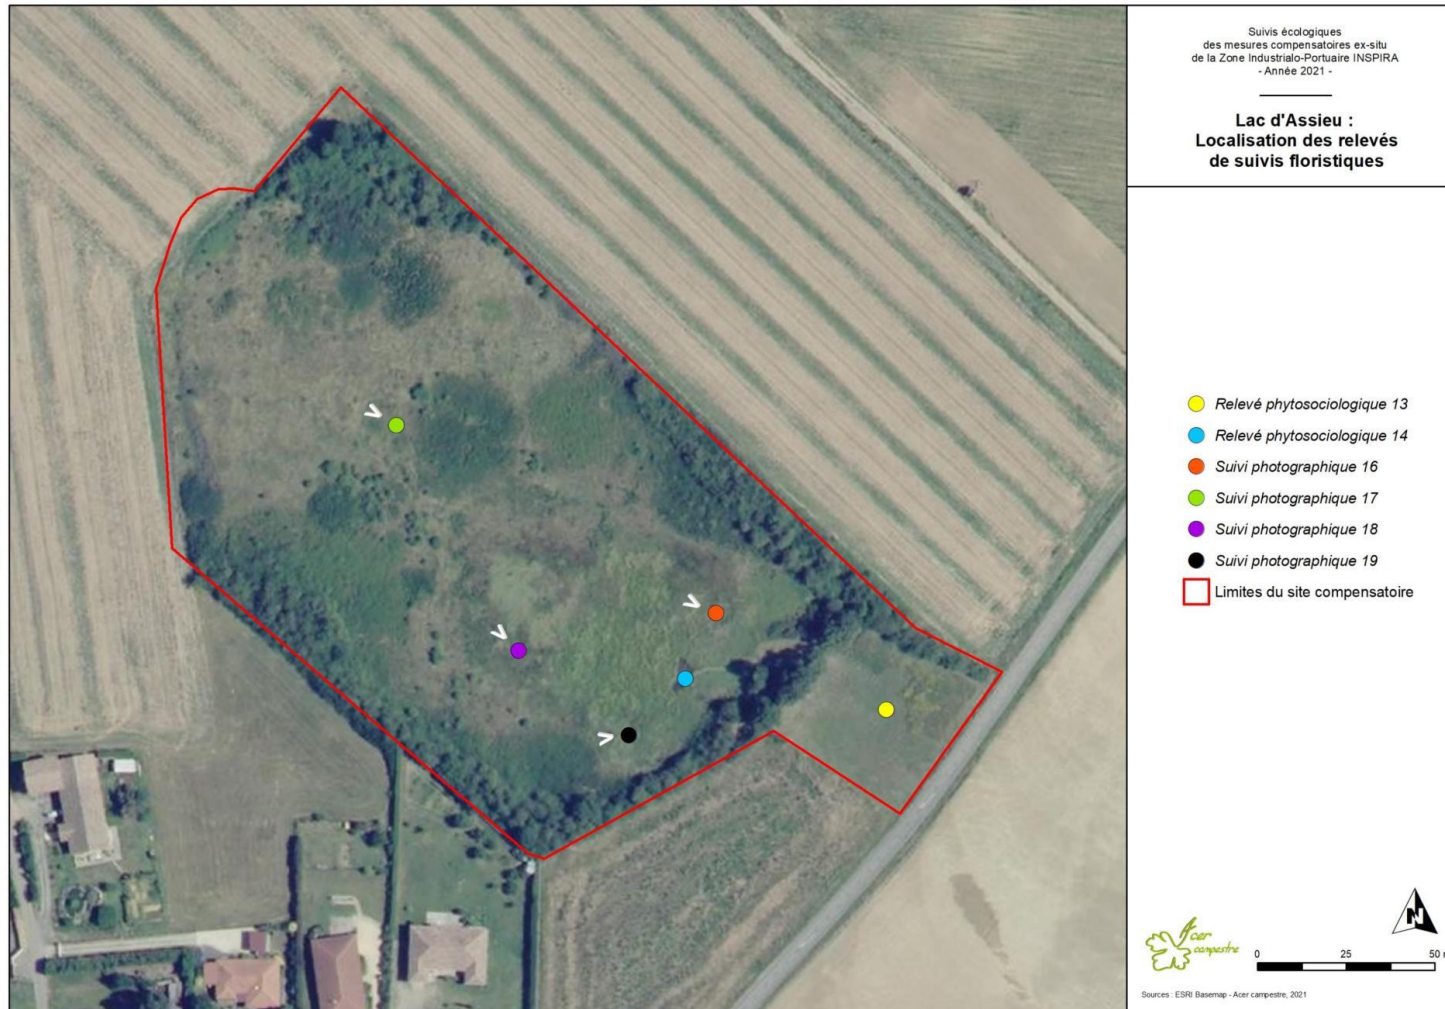 Suivis écologiques
des mesures compensatoires ex-situ
de la Zone Industrialo-Portuaire INSPIRA
- Année 2021 -
Lac d'Assieu :
Localisation des relevés
de suivis floristiques
Relevé phytosociologique 13
Relevé phytosociologique 14
Suivi photographique 16
Suivi photographique 17
Suivi photographique 18
Suivi photographique 19
Limites du site compensatoire
N
Acer
campestre
0 25 50 m
Sources : ESRI Basemap - Acer campestre, 2021